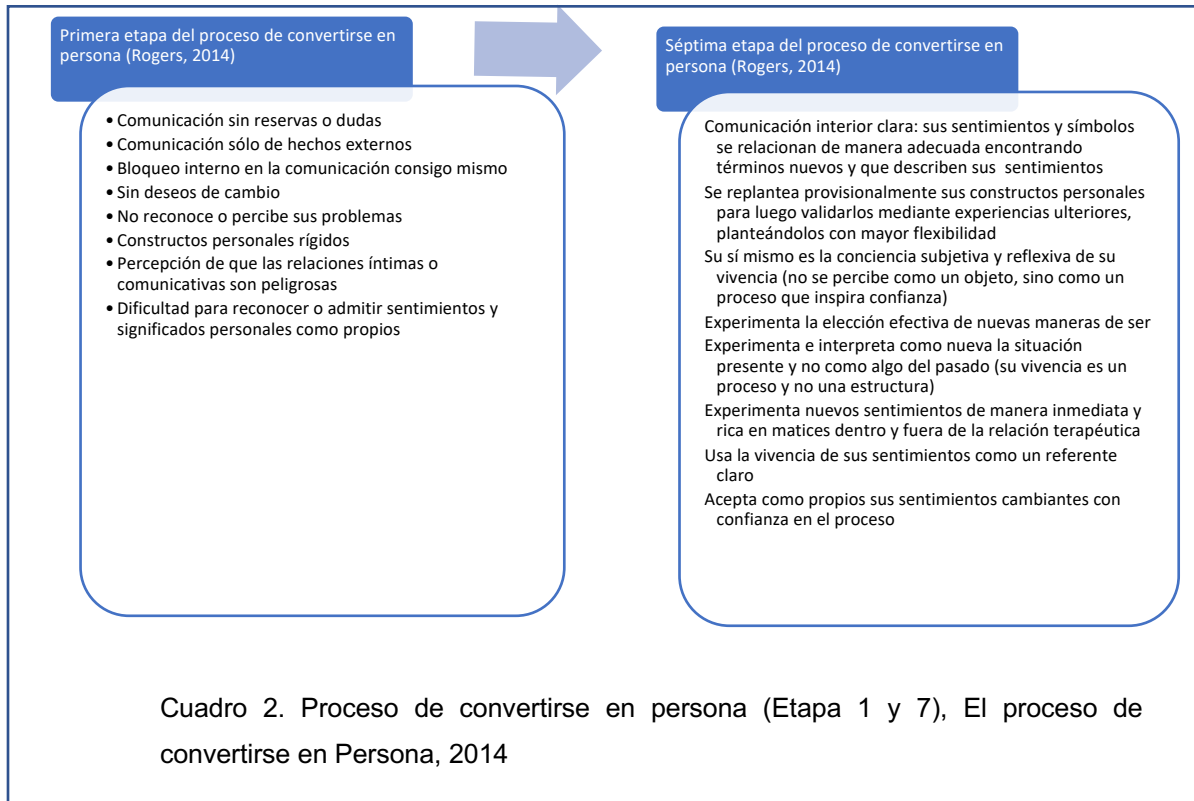 Primera etapa del proceso de convertirse en
persona (Rogers, 2014)
• Comunicación sin reservas o dudas
• Comunicación sólo de hechos externos
• Bloqueo interno en la comunicación consigo mismo
• Sin deseos de cambio
• No reconoce o percibe sus problemas
• Constructos personales rígidos
• Percepción de que las relaciones íntimas o
comunicativas son peligrosas
• Dificultad para reconocer o admitir sentimientos y
significados personales como propios
Séptima etapa del proceso de convertirse en
persona (Rogers, 2014)
Comunicación interior clara: sus sentimientos y símbolos
se relacionan de manera adecuada encontrando
términos nuevos y que describen sus sentimientos
Se replantea provisionalmente sus constructos personales
para luego validarlos mediante experiencias ulteriores,
planteándolos con mayor flexibilidad
Su sí mismo es la conciencia subjetiva y reflexiva de su
vivencia (no se percibe como un objeto, sino como un
proceso que inspira confianza)
Experimenta la elección efectiva de nuevas maneras de ser
Experimenta e interpreta como nueva la situación
presente y no como algo del pasado (su vivencia es un
proceso y no una estructura)
Experimenta nuevos sentimientos de manera inmediata y
rica en matices dentro y fuera de la relación terapéutica
Usa la vivencia de sus sentimientos como un referente
claro
Acepta como propios sus sentimientos cambiantes con
confianza en el proceso
Cuadro 2. Proceso de convertirse en persona (Etapa 1 y 7), El proceso de
convertirse en Persona, 2014